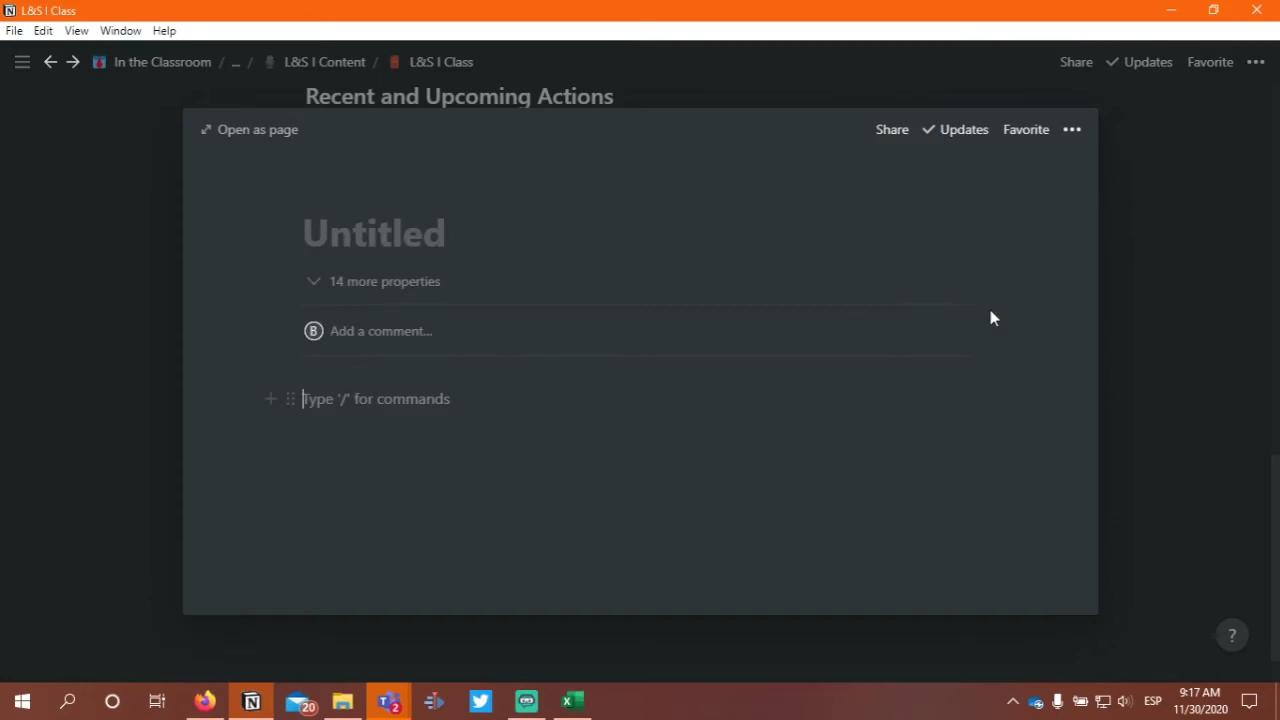 L&S I Class
File Edit View Window Help
In the Classroom / ... / L&S I Content / L&S I Class Share Updates Favorite
Recent and Upcoming Actions
Open as page Share Updates Favorite
Untitled
14 more properties
B Add a comment...
Type '/' for commands
?
20 2 ESP 9:17 AM
11/30/2020